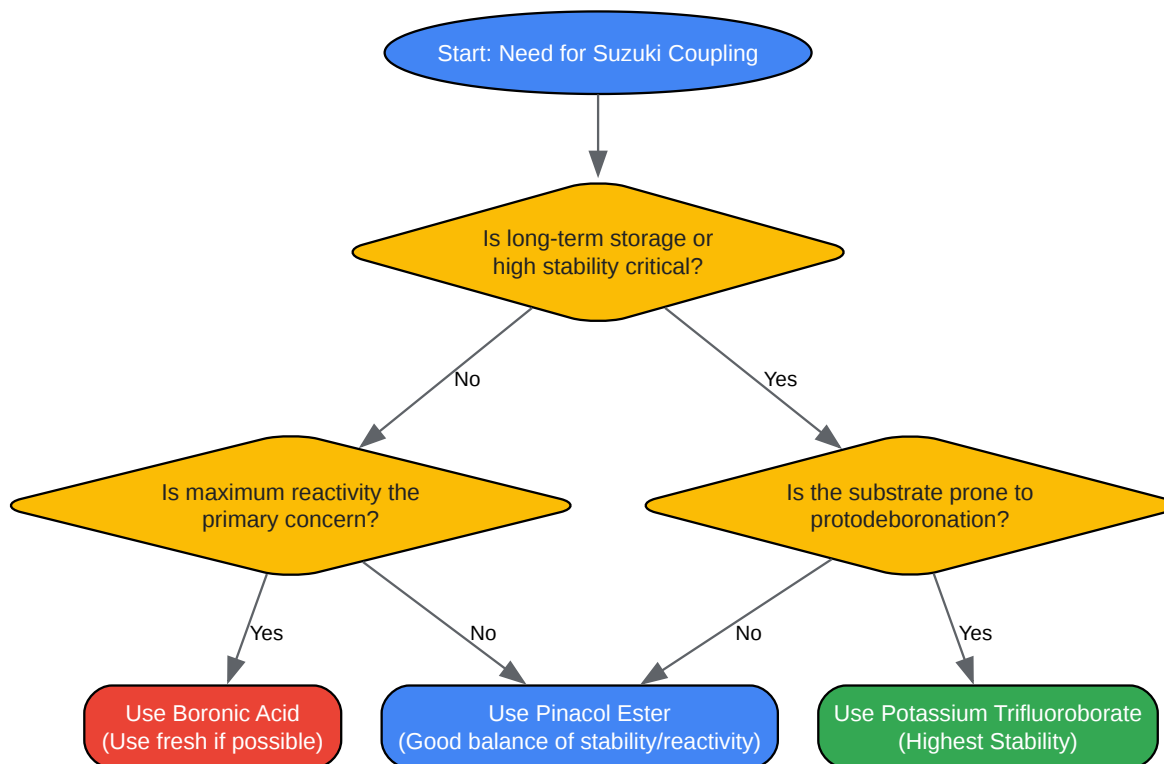 Start: Need for Suzuki Coupling
Is long-term storage or
high stability critical?
No
Yes
Is maximum reactivity the
primary concern?
Is the substrate prone to
protodeboronation?
Yes
No
No
Yes
Use Boronic Acid
(Use fresh if possible)
Use Pinacol Ester
(Good balance of stability/reactivity)
Use Potassium Trifluoroborate
(Highest Stability)